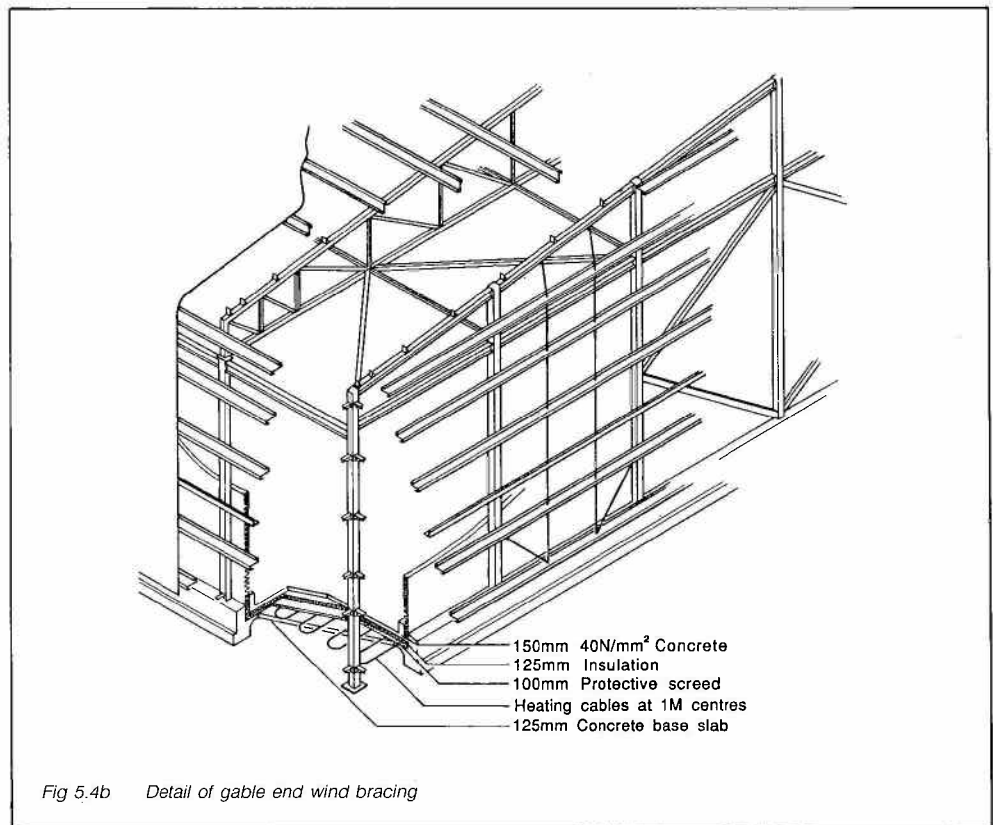 150mm 40N/mm² Concrete
125mm Insulation
100mm Protective screed
Heating cables at 1M centres
125mm Concrete base slab
Fig 5.4b Detail of gable end wind bracing